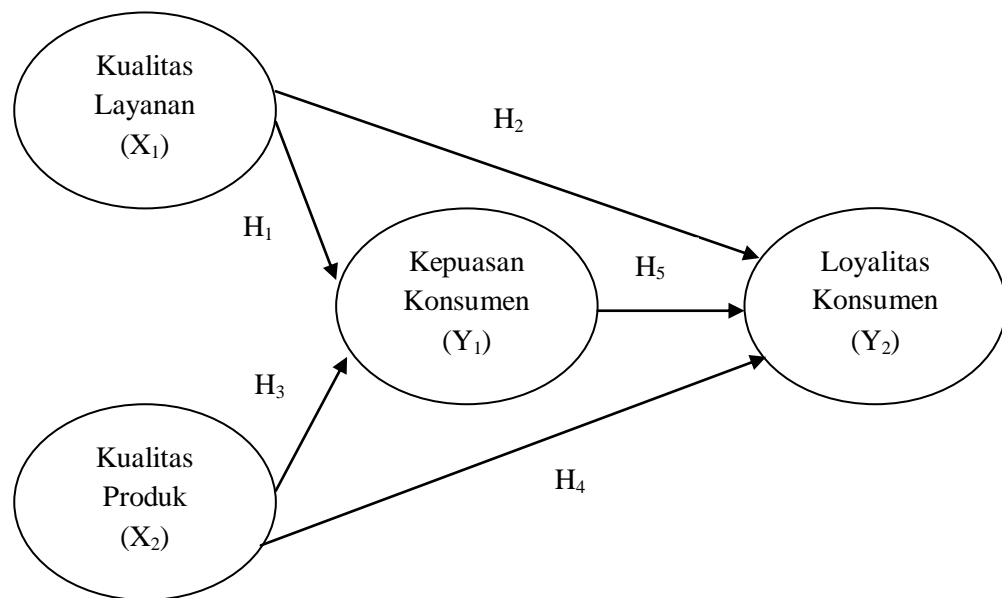 Kualitas
Layanan
(X₁)
H₂
H₁
Kepuasan
Konsumen
(Y₁)
H₅
Loyalitas
Konsumen
(Y₂)
H₃
Kualitas
Produk
(X₂)
H₄